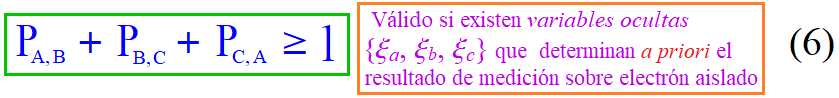 P_{A,B} + P_{B,C} + P_{C,A} ≥ 1
Válido si existen variables ocultas
{ξ_a, ξ_b, ξ_c} que determinan a priori el
resultado de medición sobre electrón aislado
(6)